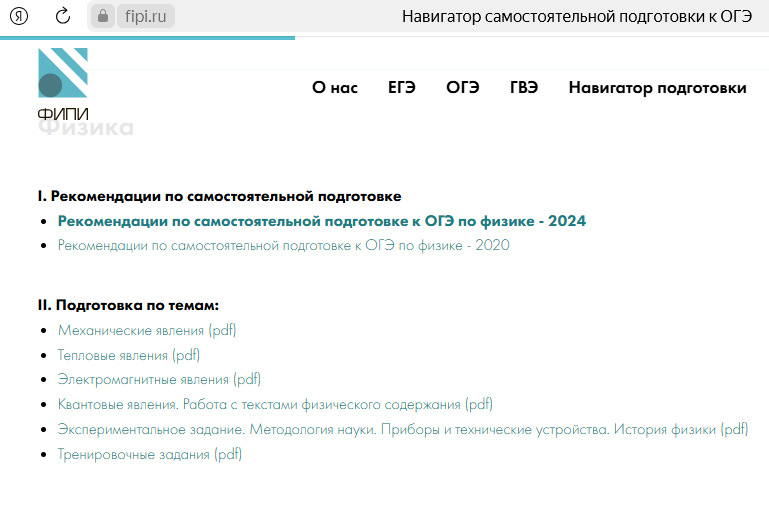 Я fipi.ru Навигатор самостоятельной подготовки к ОГЭ
О нас ЕГЭ ОГЭ ГВЭ Навигатор подготовки
ФИПИ
Физика
I. Рекомендации по самостоятельной подготовке
Рекомендации по самостоятельной подготовке к ОГЭ по физике - 2024
Рекомендации по самостоятельной подготовке к ОГЭ по физике - 2020
II. Подготовка по темам:
Механические явления (pdf)
Тепловые явления (pdf)
Электромагнитные явления (pdf)
Квантовые явления. Работа с текстами физического содержания (pdf)
Экспериментальное задание. Методология науки. Приборы и технические устройства. История физики (pdf)
Тренировочные задания (pdf)